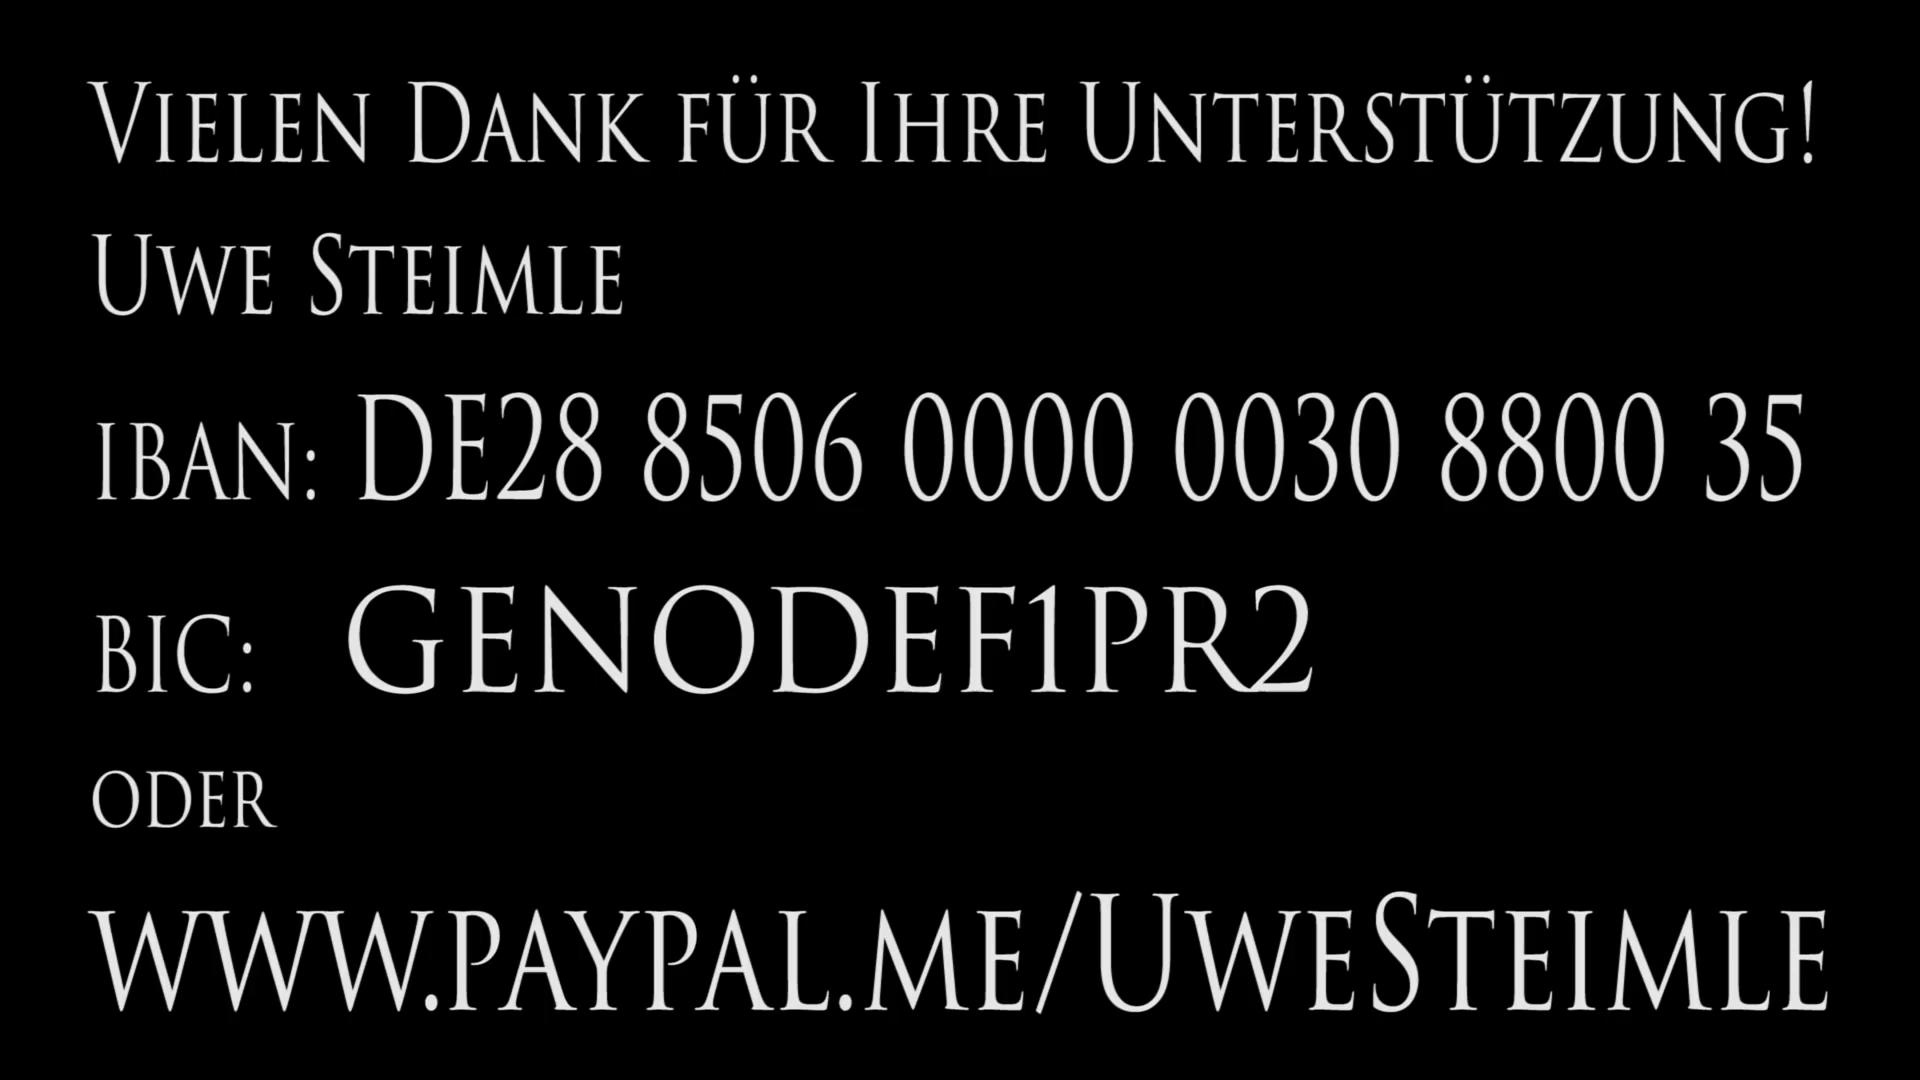 Vielen Dank für Ihre Unterstützung!
Uwe Steimle
IBAN: DE28 8506 0000 0030 8800 35
BIC: GENODEF1PR2
oder
www.paypal.me/UweSteimle